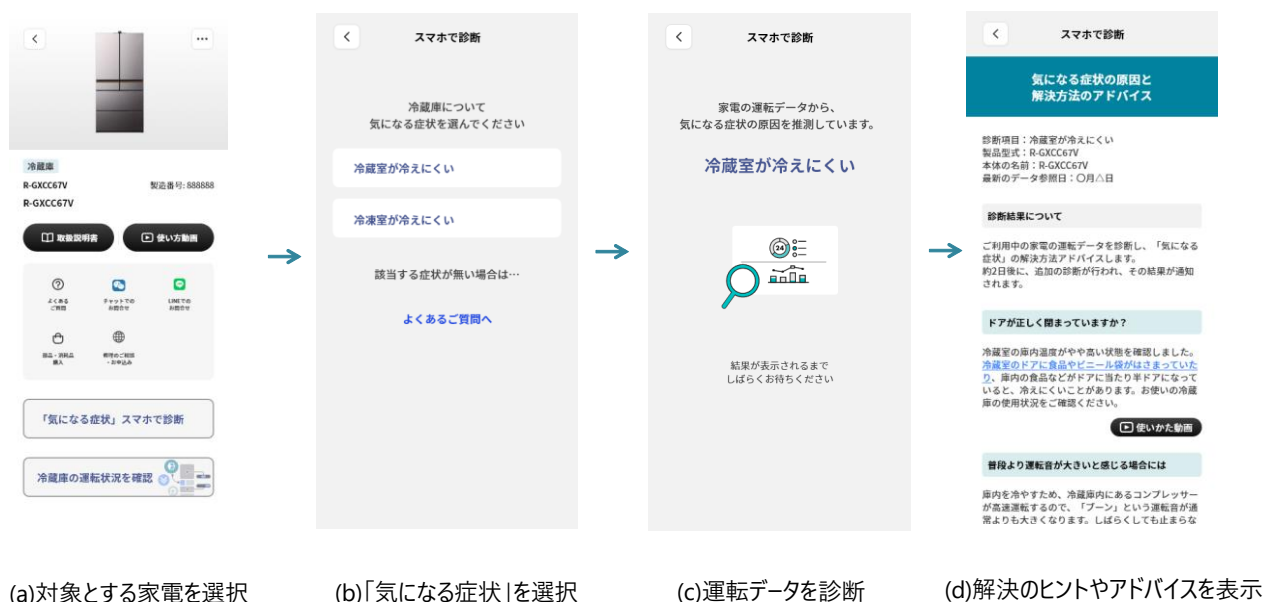 冷蔵庫
R-GXCC67V 製造番号: 888888
R-GXCC67V
取扱説明書 使い方動画
よくある
ご質問
チャットでの
お問合せ
LINEでの
お問合せ
部品・消耗品
購入
修理のご相談
・お申込み
「気になる症状」スマホで診断
冷蔵庫の運転状況を確認
(a)対象とする家電を選択
スマホで診断
冷蔵庫について
気になる症状を選んでください
冷蔵室が冷えにくい
冷凍室が冷えにくい
該当する症状が無い場合は…
よくあるご質問へ
(b)「気になる症状」を選択
スマホで診断
家電の運転データから、
気になる症状の原因を推測しています。
冷蔵室が冷えにくい
24
結果が表示されるまで
しばらくお待ちください
(c)運転データを診断
スマホで診断
気になる症状の原因と
解決方法のアドバイス
診断項目：冷蔵室が冷えにくい
製品型式：R-GXCC67V
本体の名前：R-GXCC67V
最新のデータ参照日：〇月△日
診断結果について
ご利用中の家電の運転データを診断し、「気になる
症状」の解決方法アドバイスします。
約2日後に、追加の診断が行われ、その結果が通知
されます。
ドアが正しく閉まっていますか？
冷蔵室の庫内温度がやや高い状態を確認しました。
冷蔵室のドアに食品やビニール袋がはさまっていた
り、庫内の食品などがドアに当たり半ドアになって
いると、冷えにくいことがあります。お使いの冷蔵
庫の使用状況をご確認ください。
使いかた動画
普段より運転音が大きいと感じる場合には
庫内を冷やすため、冷蔵庫内にあるコンプレッサー
が高速運転するので、「ブーン」という運転音が通
常よりも大きくなります。しばらくしても止まらな
(d)解決のヒントやアドバイスを表示